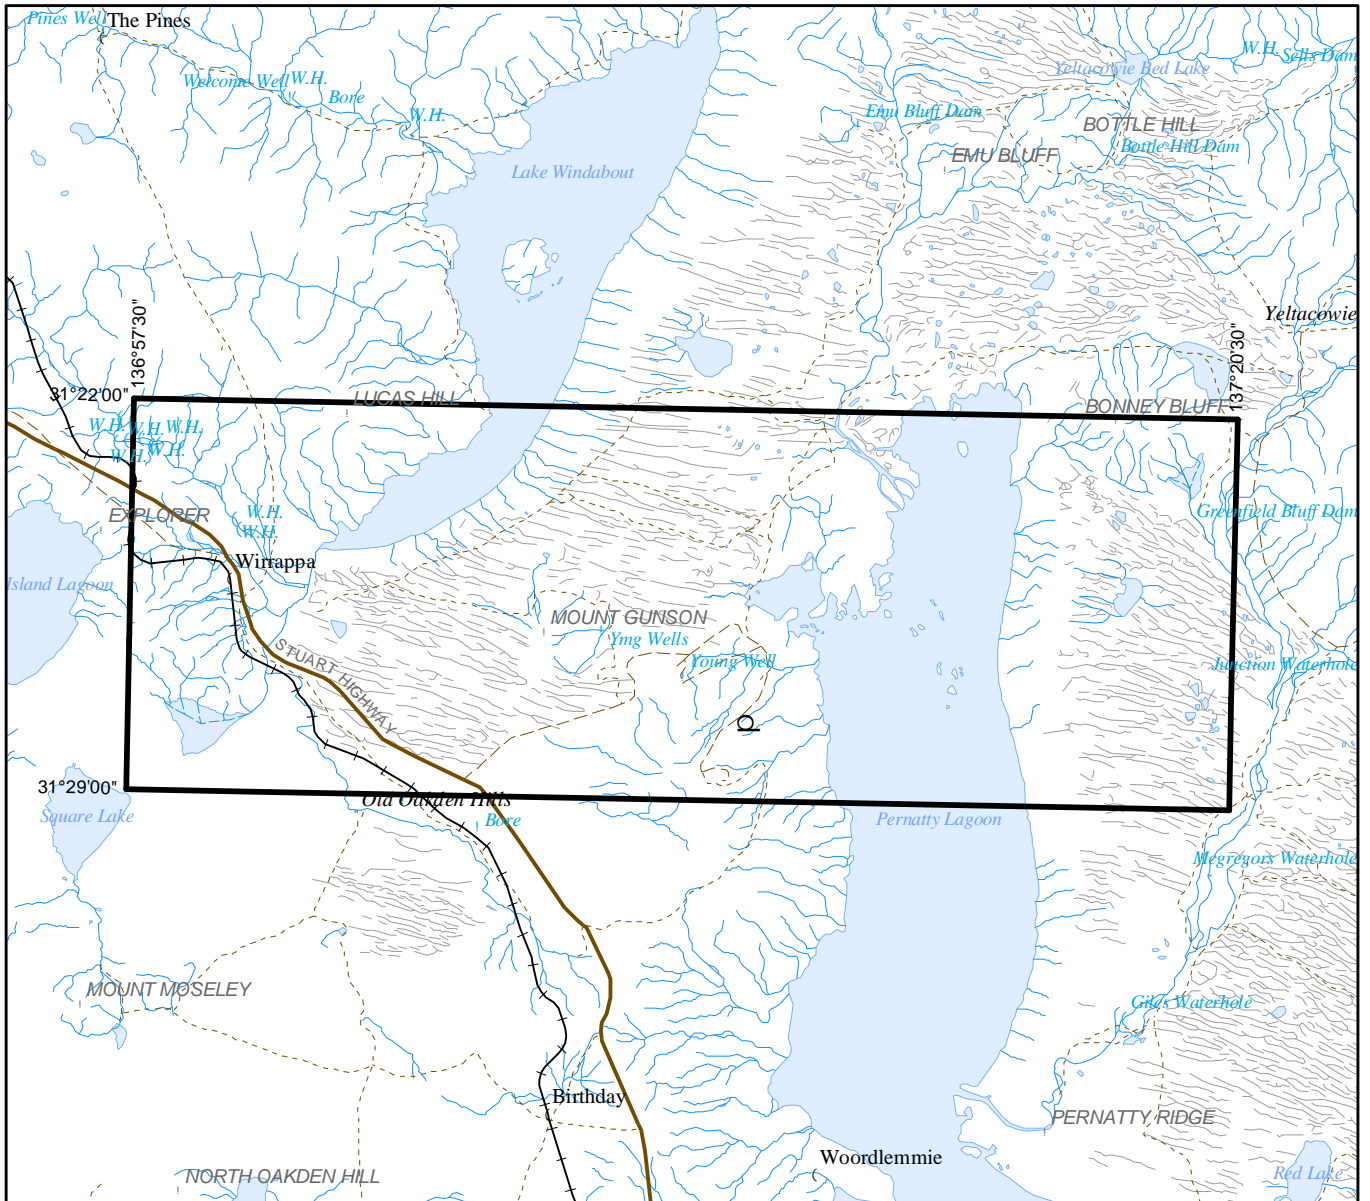 Pines Well
The Pines
W.H.
Sells Dam
Yeltacowie Bed Lake
Welcome Well
W.H.
Bore
W.H.
Emu Bluff Dam
BOTTLE HILL
Bottle Hill Dam
EMU BLUFF
Lake Windabout
Yeltacowie
136°57'30"
137°20'30"
31°22'00"
LUCAS HILL
BONNEY BLUFF
W.H.
W.H.
W.H.
W.H.
W.H.
EXPLORER
W.H.
W.H.
Greenfield Bluff Dam
Wirrappa
Island Lagoon
MOUNT GUNSON
Ymg Wells
Young Well
Junction Waterhole
STUART HIGHWAY
31°29'00"
Old Oakden Hills
Bore
Square Lake
Pernatty Lagoon
Mcgregors Waterhole
MOUNT MOSELEY
Giles Waterhole
Birthday
PERNATTY RIDGE
Woordlemmie
NORTH OAKDEN HILL
Red Lake